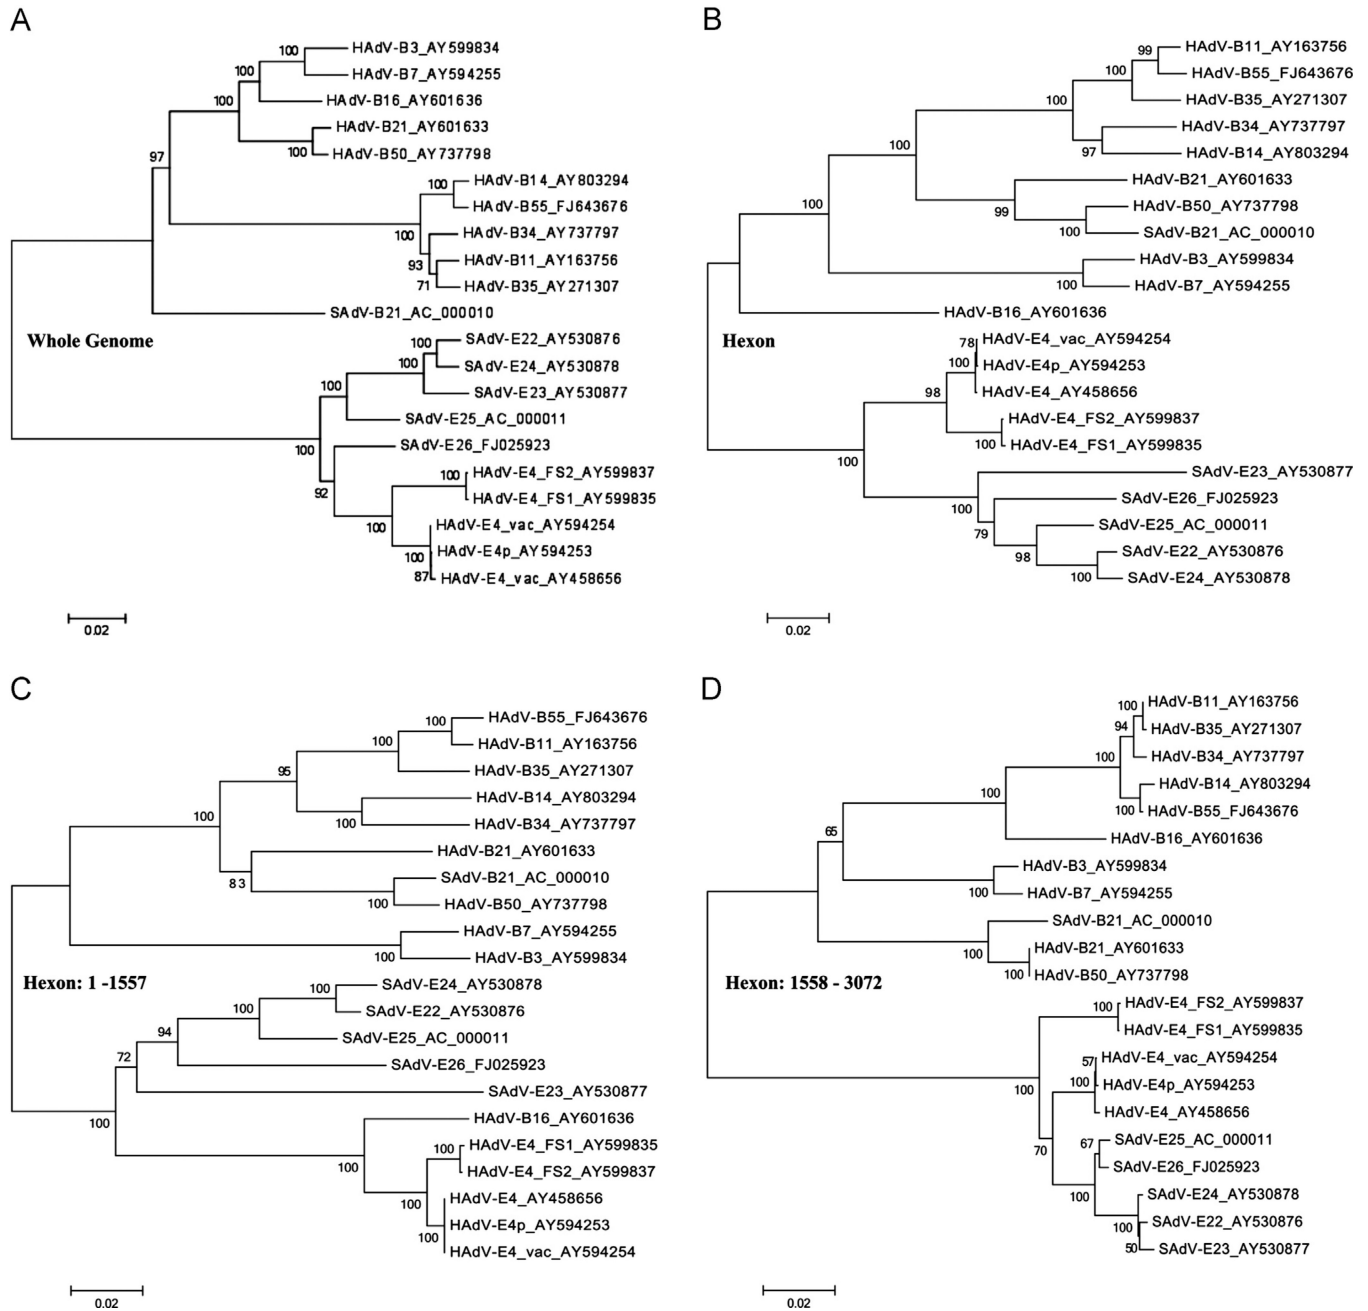 A
100
HAdV-B3_AY599834
100
HAdV-B7_AY594255
100
HAdV-B16_AY601636
HAdV-B21_AY601633
100
HAdV-B50_AY737798
97
100
HAdV-B14_AY803294
HAdV-B55_FJ643676
100
HAdV-B34_AY737797
93
HAdV-B11_AY163756
71
HAdV-B35_AY271307
SAdV-B21_AC_000010
Whole Genome
100
SAdV-E22_AY530876
100
SAdV-E24_AY530878
100
SAdV-E23_AY530877
SAdV-E25_AC_000011
100
SAdV-E26_FJ025923
100
HAdV-E4_FS2_AY599837
92
HAdV-E4_FS1_AY599835
100
HAdV-E4_vac_AY594254
100
HAdV-E4p_AY594253
87
HAdV-E4_vac_AY458656
0.02
B
99
HAdV-B11_AY163756
100
HAdV-B55_FJ643676
100
HAdV-B35_AY271307
HAdV-B34_AY737797
97
HAdV-B14_AY803294
100
HAdV-B21_AY601633
99
HAdV-B50_AY737798
100
SAdV-B21_AC_000010
100
HAdV-B3_AY599834
100
HAdV-B7_AY594255
HAdV-B16_AY601636
Hexon
78
HAdV-E4_vac_AY594254
100
HAdV-E4p_AY594253
98
HAdV-E4_AY458656
HAdV-E4_FS2_AY599837
100
HAdV-E4_FS1_AY599835
100
SAdV-E23_AY530877
100
SAdV-E26_FJ025923
79
SAdV-E25_AC_000011
98
SAdV-E22_AY530876
100
SAdV-E24_AY530878
0.02
C
100
HAdV-B55_FJ643676
100
HAdV-B11_AY163756
95
HAdV-B35_AY271307
HAdV-B14_AY803294
100
100
HAdV-B34_AY737797
HAdV-B21_AY601633
83
SAdV-B21_AC_000010
100
HAdV-B50_AY737798
HAdV-B7_AY594255
100
HAdV-B3_AY599834
Hexon: 1 -1557
100
SAdV-E24_AY530878
100
SAdV-E22_AY530876
94
SAdV-E25_AC_000011
72
SAdV-E26_FJ025923
SAdV-E23_AY530877
100
HAdV-B16_AY601636
100
HAdV-E4_FS1_AY599835
100
HAdV-E4_FS2_AY599837
100
HAdV-E4_AY458656
HAdV-E4p_AY594253
100
HAdV-E4_vac_AY594254
0.02
D
100
HAdV-B11_AY163756
94
HAdV-B35_AY271307
100
HAdV-B34_AY737797
HAdV-B14_AY803294
100
100
HAdV-B55_FJ643676
65
HAdV-B16_AY601636
HAdV-B3_AY599834
100
HAdV-B7_AY594255
SAdV-B21_AC_000010
100
HAdV-B21_AY601633
100
HAdV-B50_AY737798
Hexon: 1558 - 3072
100
HAdV-E4_FS2_AY599837
HAdV-E4_FS1_AY599835
57
HAdV-E4_vac_AY594254
100
HAdV-E4p_AY594253
100
HAdV-E4_AY458656
67
SAdV-E25_AC_000011
70
SAdV-E26_FJ025923
100
SAdV-E24_AY530878
100
SAdV-E22_AY530876
50
SAdV-E23_AY530877
0.02